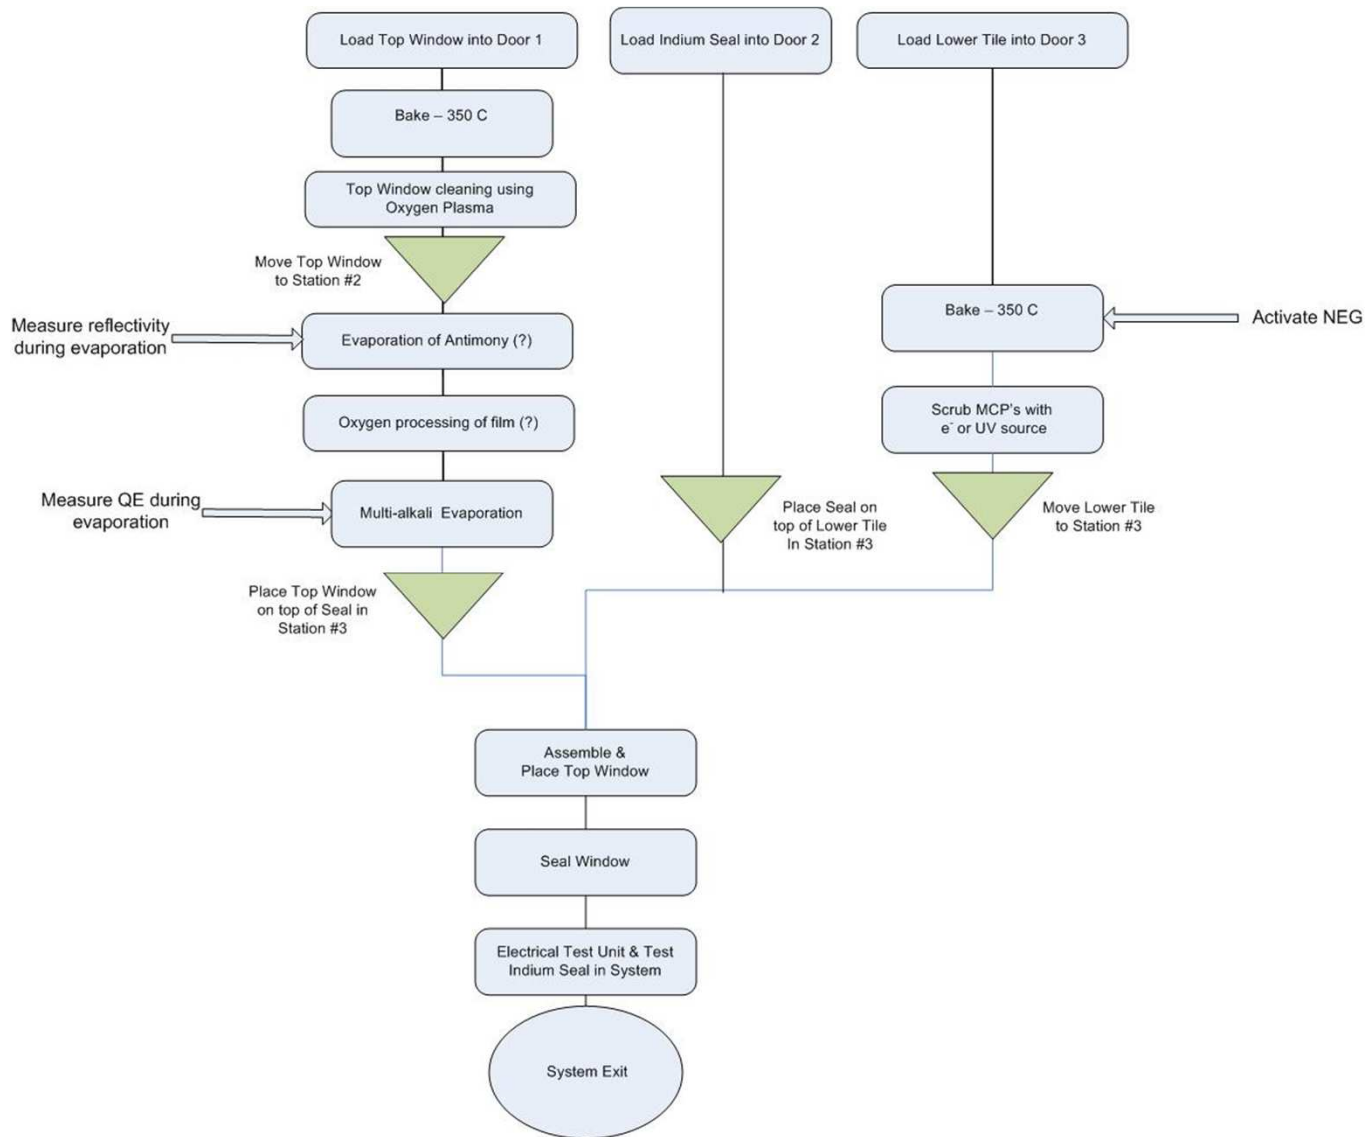 Load Top Window into Door 1
Load Indium Seal into Door 2
Load Lower Tile into Door 3
Bake – 350 C
Top Window cleaning using
Oxygen Plasma
Move Top Window
to Station #2
Measure reflectivity
during evaporation
Evaporation of Antimony (?)
Bake – 350 C
Activate NEG
Oxygen processing of film (?)
Scrub MCP's with
e⁻ or UV source
Measure QE during
evaporation
Multi-alkali Evaporation
Place Seal on
top of Lower Tile
In Station #3
Move Lower Tile
to Station #3
Place Top Window
on top of Seal in
Station #3
Assemble &
Place Top Window
Seal Window
Electrical Test Unit & Test
Indium Seal in System
System Exit